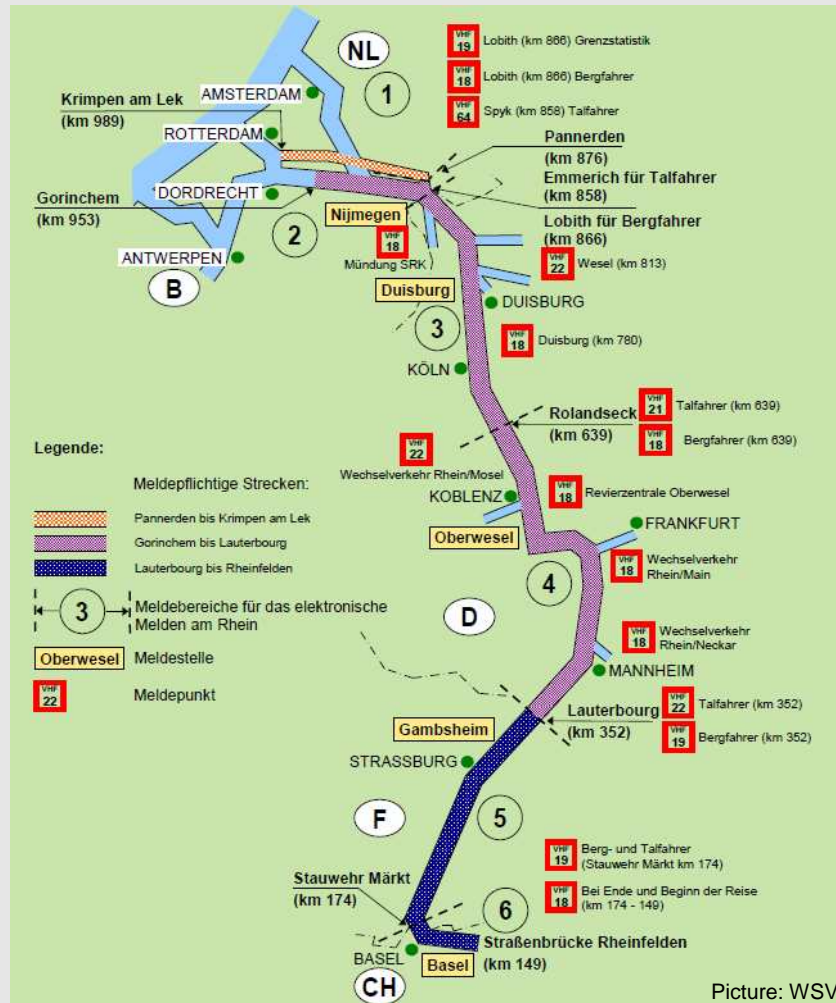 NL
1
VHF
19
Lobith (km 866) Grenzstatistik
VHF
18
Lobith (km 866) Bergfahrer
VHF
64
Spyk (km 858) Talfahrer
AMSTERDAM
Krimpen am Lek
(km 989)
ROTTERDAM
Pannerden
(km 876)
Emmerich für Talfahrer
(km 858)
DORDRECHT
Gorinchem
(km 953)
Lobith für Bergfahrer
(km 866)
Nijmegen
2
VHF
18
Mündung SRK
ANTWERPEN
B
VHF
22
Wesel (km 813)
Duisburg
DUISBURG
3
VHF
18
Duisburg (km 780)
KÖLN
Rolandseck
(km 639)
VHF
21
Talfahrer (km 639)
VHF
18
Bergfahrer (km 639)
VHF
22
Wechselverkehr Rhein/Mosel
KOBLENZ
VHF
18
Revierzentrale Oberwesel
Oberwesel
FRANKFURT
4
VHF
18
Wechselverkehr
Rhein/Main
D
VHF
18
Wechselverkehr
Rhein/Neckar
MANNHEIM
Legende:
Meldepflichtige Strecken:
Pannerden bis Krimpen am Lek
Gorinchem bis Lauterbourg
Lauterbourg bis Rheinfelden
3
Meldebereiche für das elektronische
Melden am Rhein
Oberwesel
Meldestelle
VHF
22
Meldepunkt
Lauterbourg
(km 352)
VHF
22
Talfahrer (km 352)
VHF
19
Bergfahrer (km 352)
Gambsheim
STRASSBURG
F
5
VHF
19
Berg- und Talfahrer
(Stauwehr Märkt km 174)
Stauwehr Märkt
(km 174)
6
VHF
18
Bei Ende und Beginn der Reise
(km 174 - 149)
BASEL
Basel
Straßenbrücke Rheinfelden
(km 149)
CH
Picture: WSV